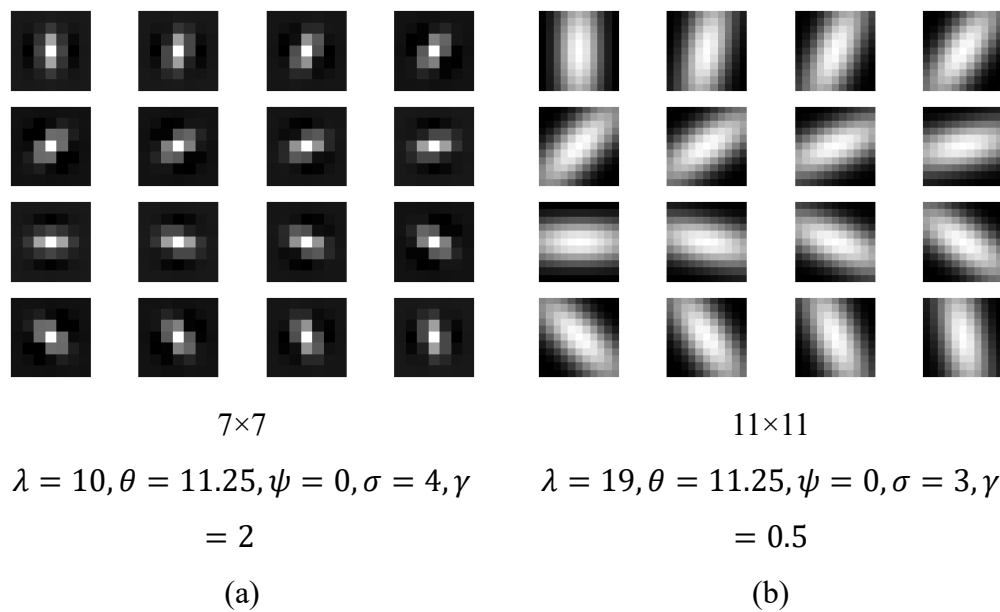 7×7
λ = 10, θ = 11.25, ψ = 0, σ = 4, γ
= 2
(a)
11×11
λ = 19, θ = 11.25, ψ = 0, σ = 3, γ
= 0.5
(b)